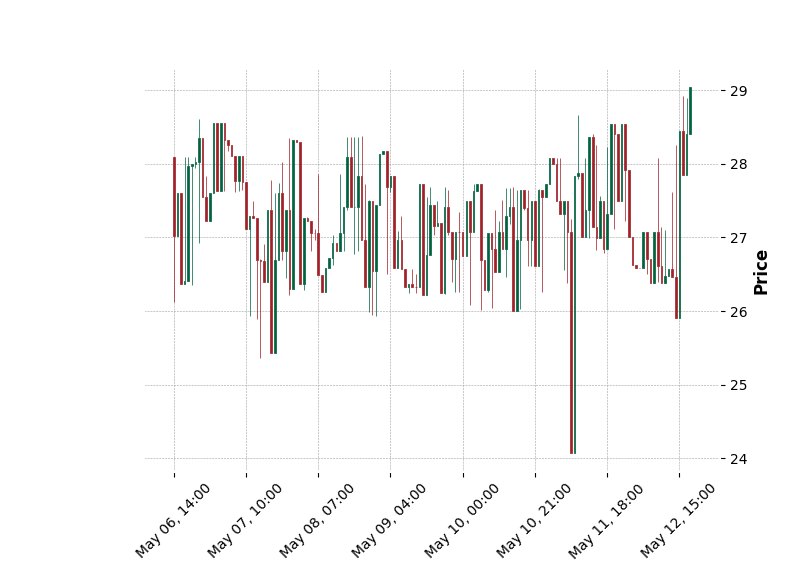 29
28
27
26
25
24
Price
May 06, 14:00
May 07, 10:00
May 08, 07:00
May 09, 04:00
May 10, 00:00
May 10, 21:00
May 11, 18:00
May 12, 15:00